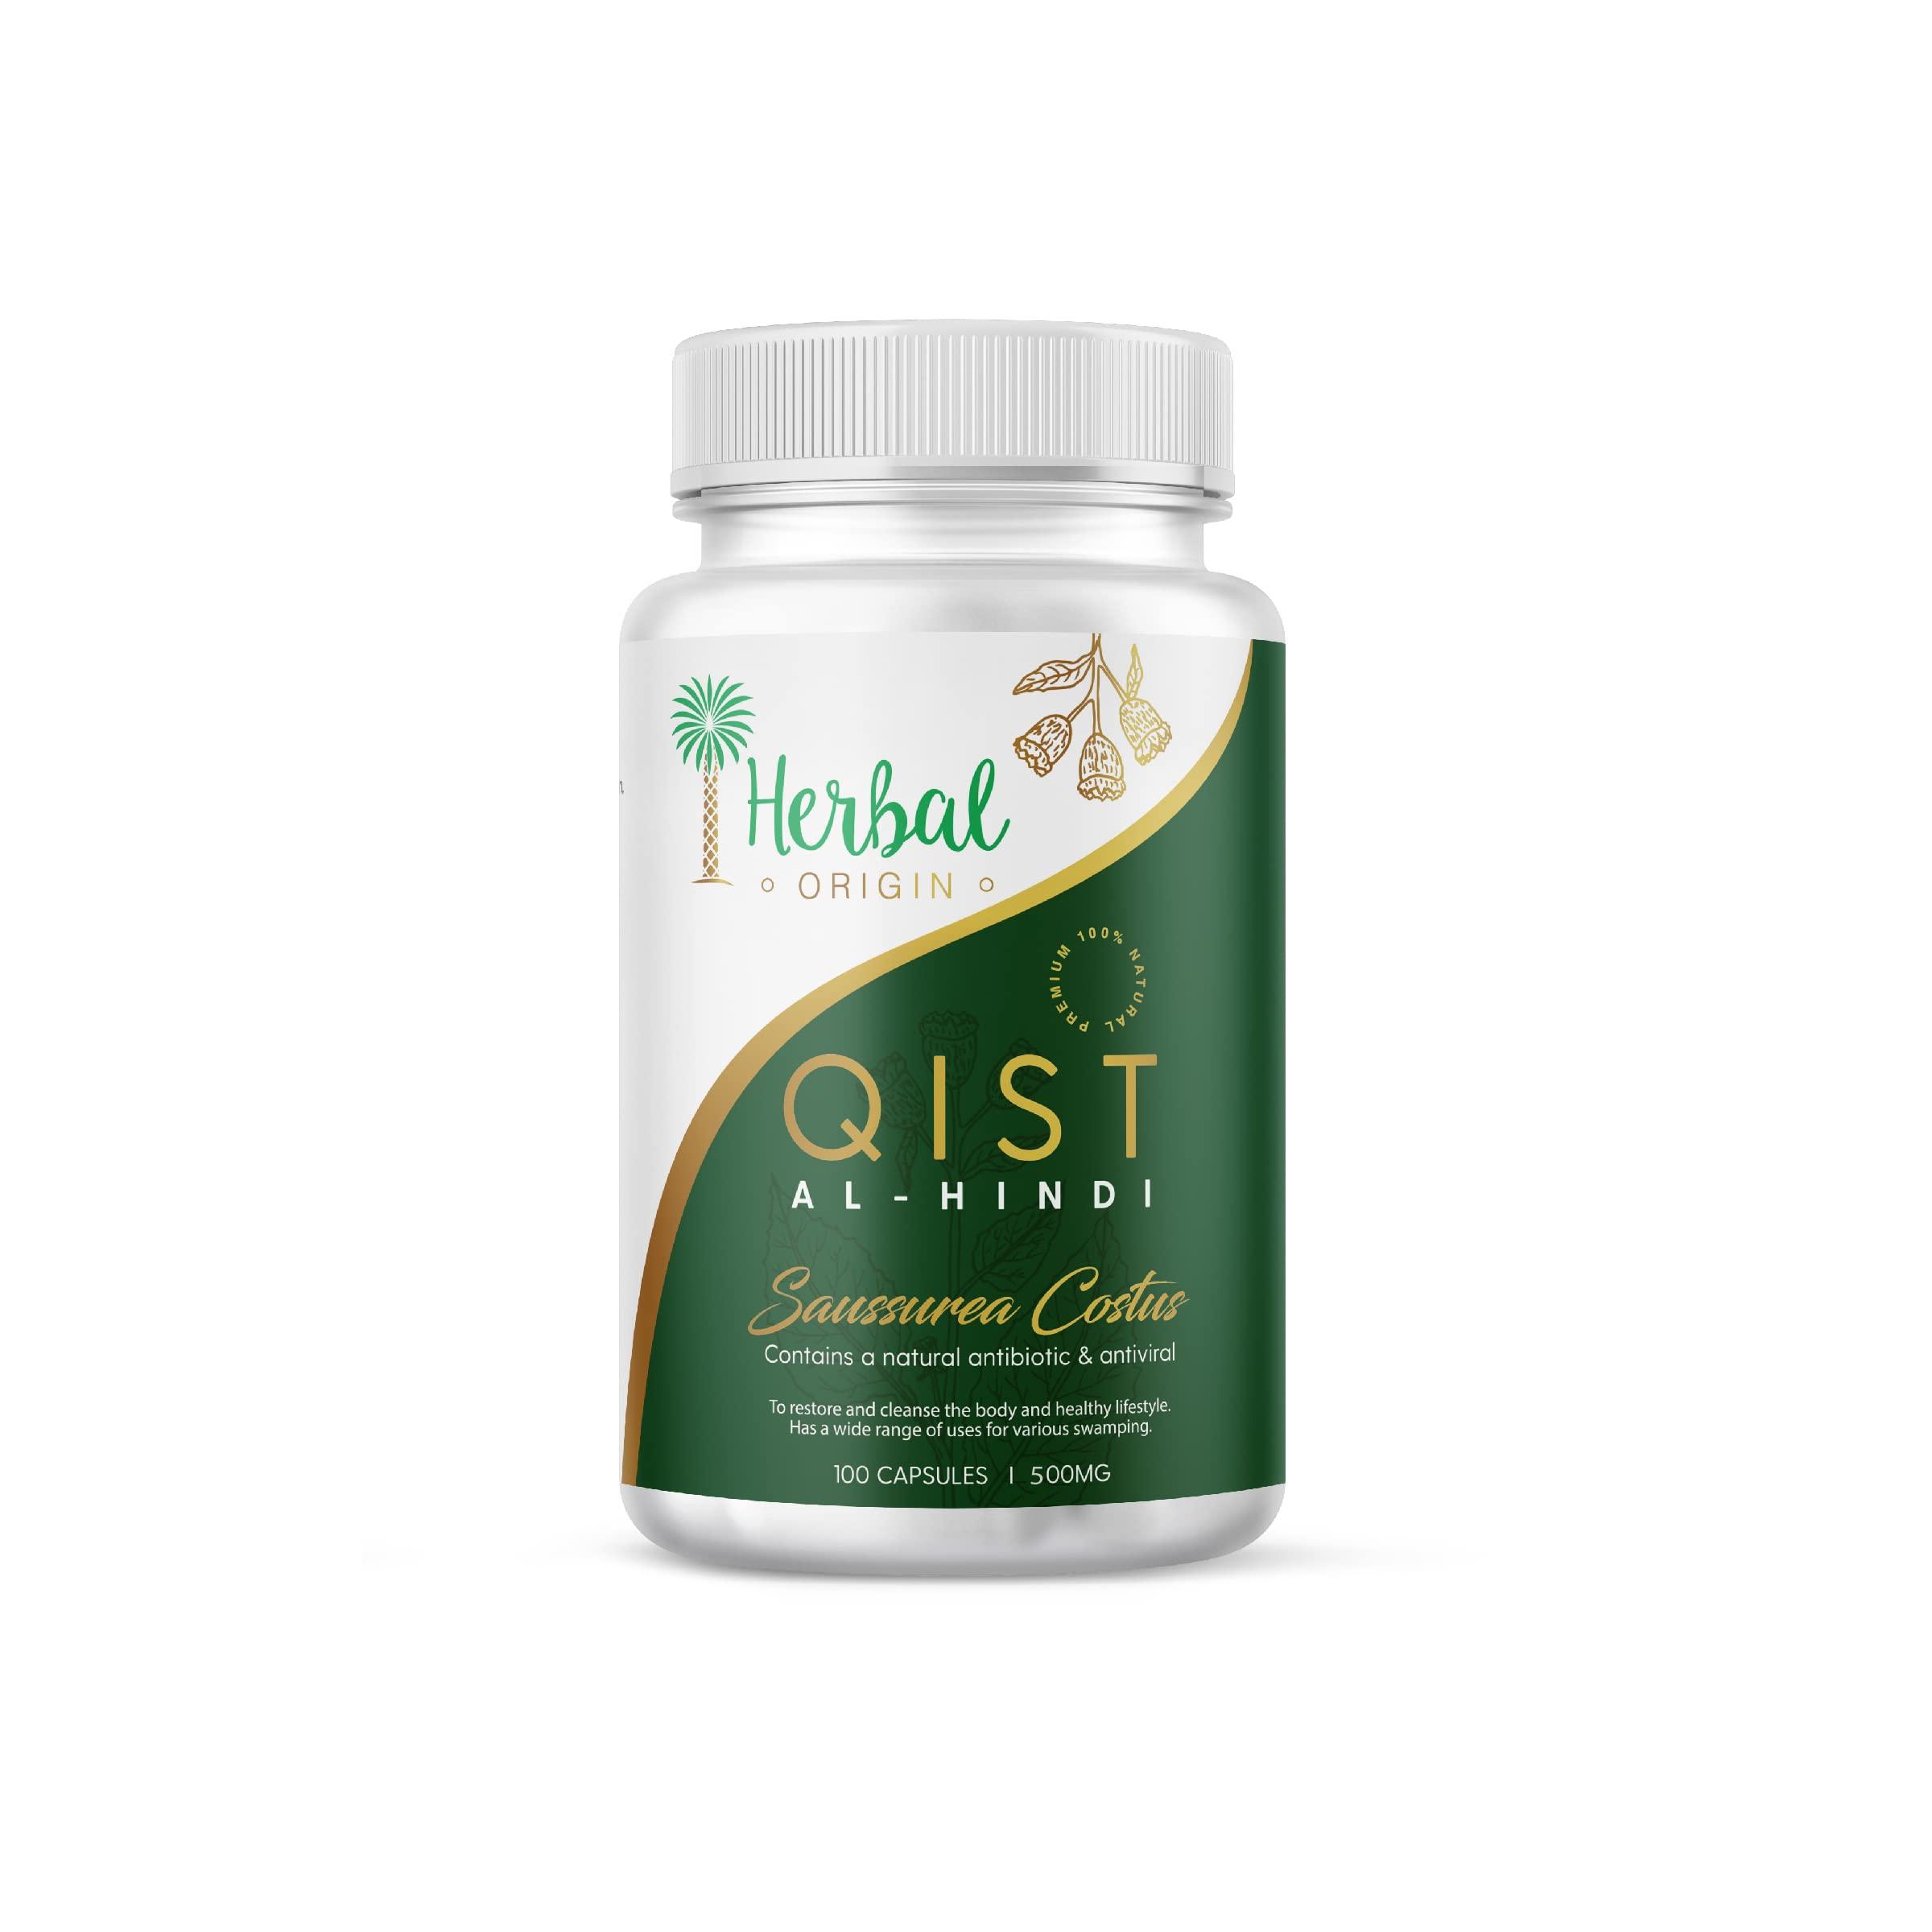 Herbal
ORIGIN
PREMIUM 100% NATURAL
QIST
AL-HINDI
Saussurea Costus
Contains a natural antibiotic & antiviral
To restore and cleanse the body and healthy lifestyle.
Has a wide range of uses for various swamping.
100 CAPSULES | 500MG